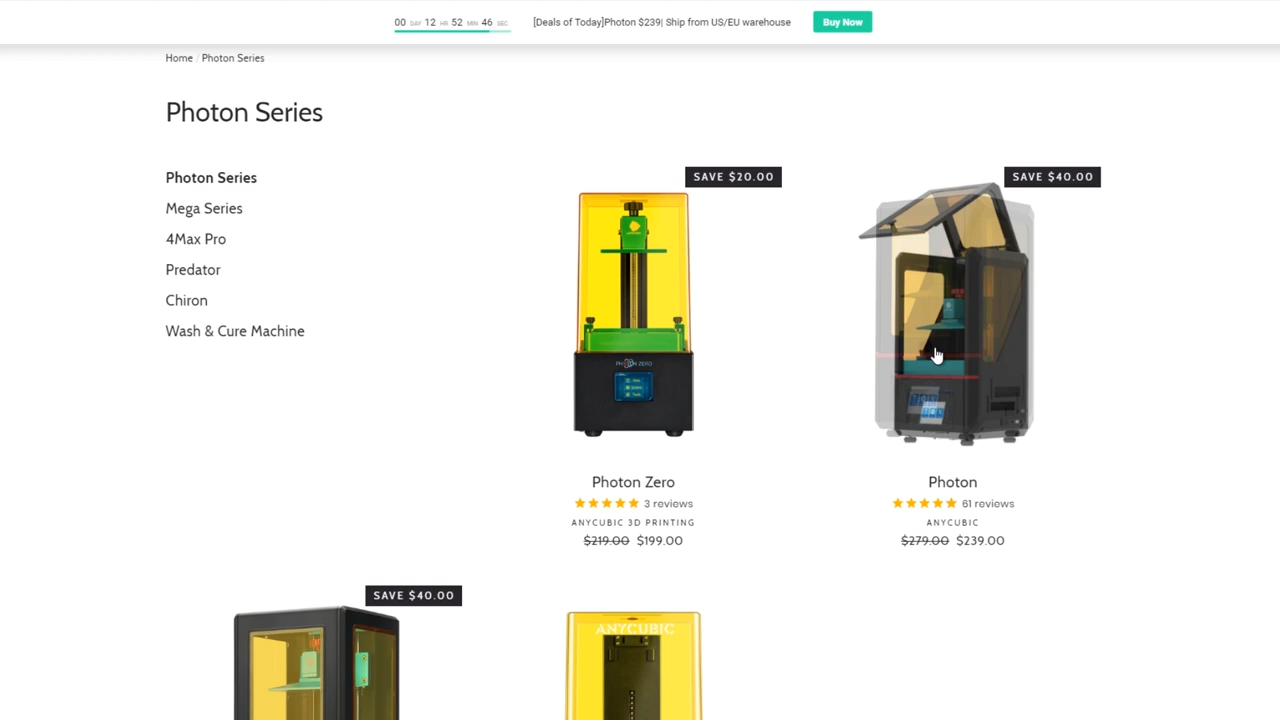 00 DAY 12 HR 52 MIN 46 SEC [Deals of Today]Photon $239| Ship from US/EU warehouse Buy Now
Home / Photon Series
Photon Series
Photon Series
Mega Series
4Max Pro
Predator
Chiron
Wash & Cure Machine
SAVE $20.00
PHOTON ZERO
Photon Zero
3 reviews
ANYCUBIC 3D PRINTING
$219.00 $199.00
SAVE $40.00
Photon
61 reviews
ANYCUBIC
$279.00 $239.00
SAVE $40.00
ANYCUBIC